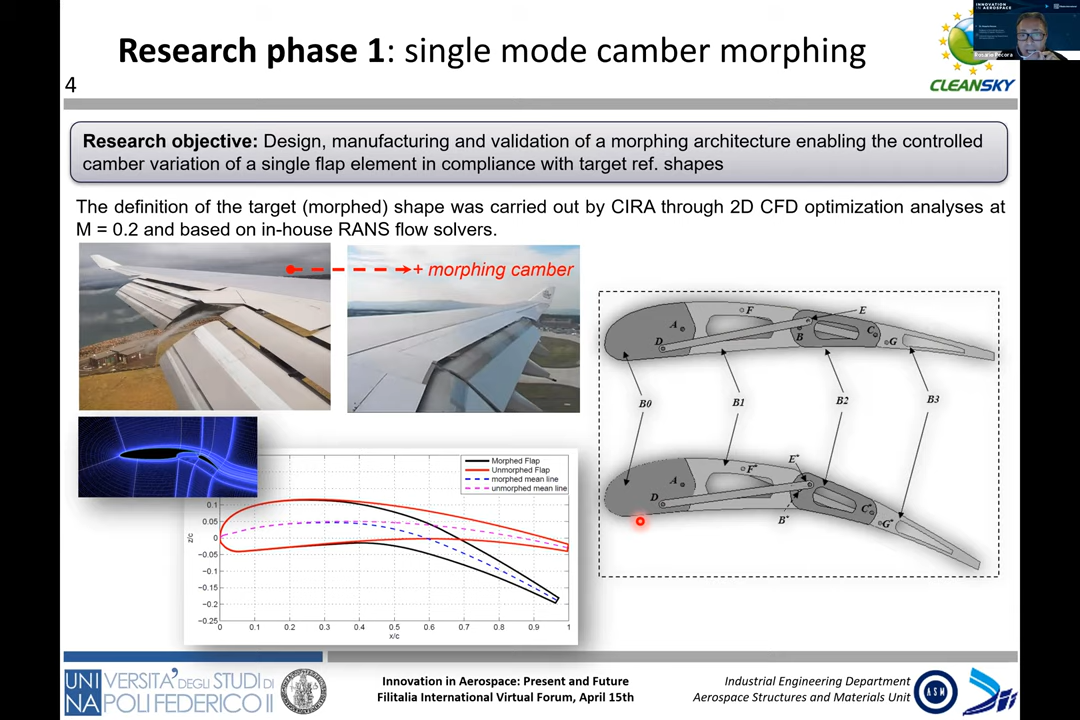 Research phase 1: single mode camber morphing
4
CLEANSKY
INNOVATION
IN AEROSPACE
Rosario Pecora
Research objective: Design, manufacturing and validation of a morphing architecture enabling the controlled
camber variation of a single flap element in compliance with target ref. shapes
The definition of the target (morphed) shape was carried out by CIRA through 2D CFD optimization analyses at
M = 0.2 and based on in-house RANS flow solvers.
+ morphing camber
A
D
F
B
E
C
G
B0
B1
B2
B3
A
D
F*
E*
B*
C*
G*
Morphed Flap
Unmorphed Flap
morphed mean line
unmorphed mean line
z/c
0.1
0.05
0
-0.05
-0.1
-0.15
-0.2
-0.25
0 0.1 0.2 0.3 0.4 0.5 0.6 0.7 0.8 0.9 1
x/c
UNIVERSITA' DEGLI STUDI DI
NAPOLI FEDERICO II
Innovation in Aerospace: Present and Future
Filitalia International Virtual Forum, April 15th
Industrial Engineering Department
Aerospace Structures and Materials Unit
ASM